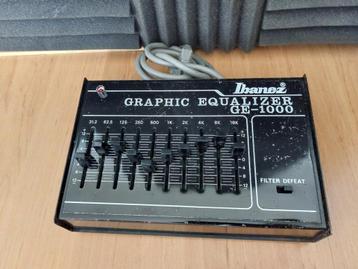 Ibanez
GRAPHIC EQUALIZER
GE-1000
31.2 62.5 125 250 500 1K 2K 4K 8K 16K
FILTER DEFEAT